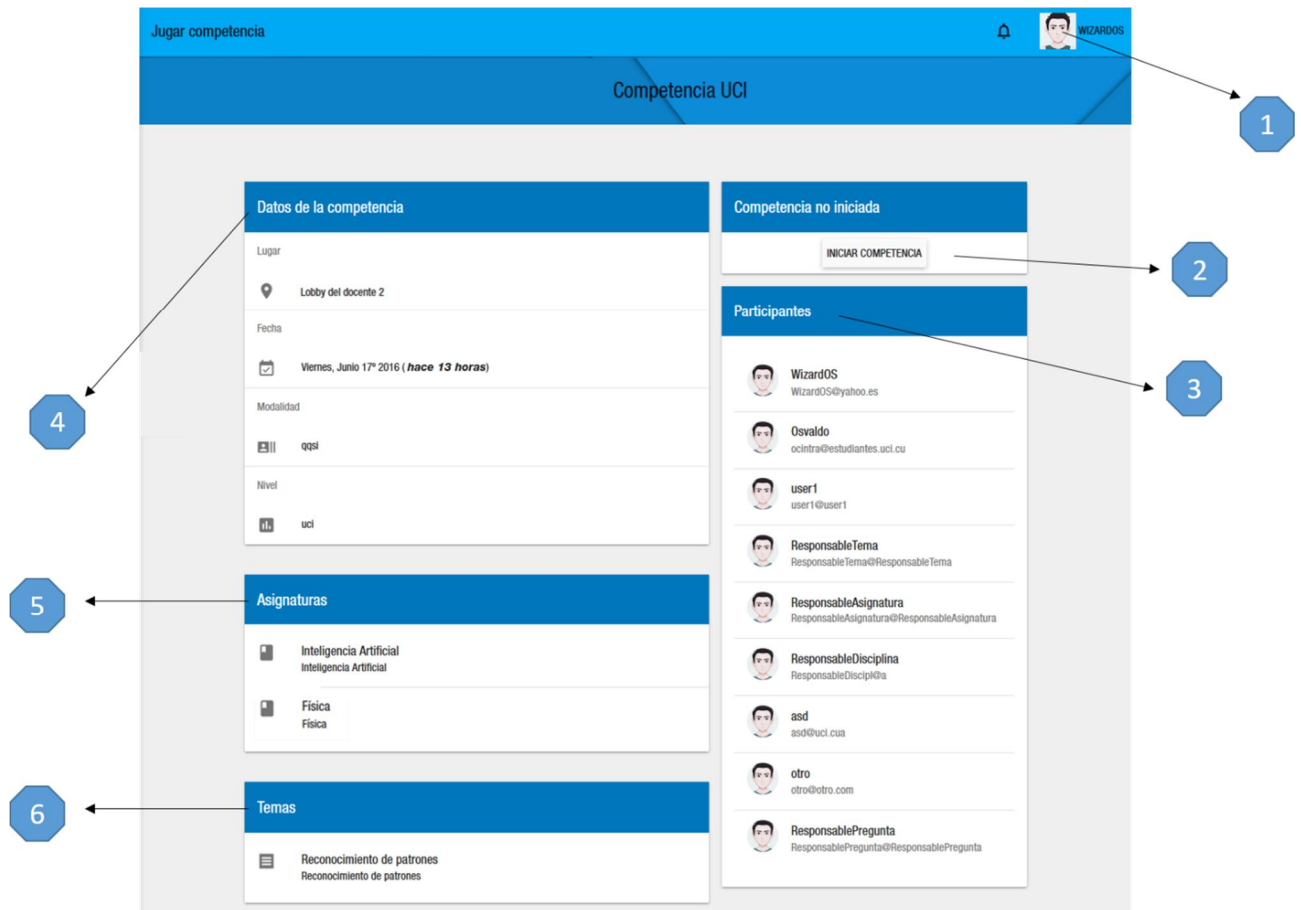 Jugar competencia
WIZARDOS
Competencia UCI
1
Datos de la competencia
Lugar
Lobby del docente 2
Fecha
Viernes, Junio 17º 2016 ( hace 13 horas)
Modalidad
qqsi
Nivel
uci
4
Competencia no iniciada
INICIAR COMPETENCIA
2
Participantes
3
WizardOS
WizardOS@yahoo.es
Osvaldo
ocintra@estudiantes.uci.cu
user1
user1@user1
ResponsableTema
ResponsableTema@ResponsableTema
ResponsableAsignatura
ResponsableAsignatura@ResponsableAsignatura
ResponsableDisciplina
ResponsableDiscipl@a
asd
asd@uci.cua
otro
otro@otro.com
ResponsablePregunta
ResponsablePregunta@ResponsablePregunta
5
Asignaturas
Inteligencia Artificial
Inteligencia Artificial
Física
Física
6
Temas
Reconocimiento de patrones
Reconocimiento de patrones